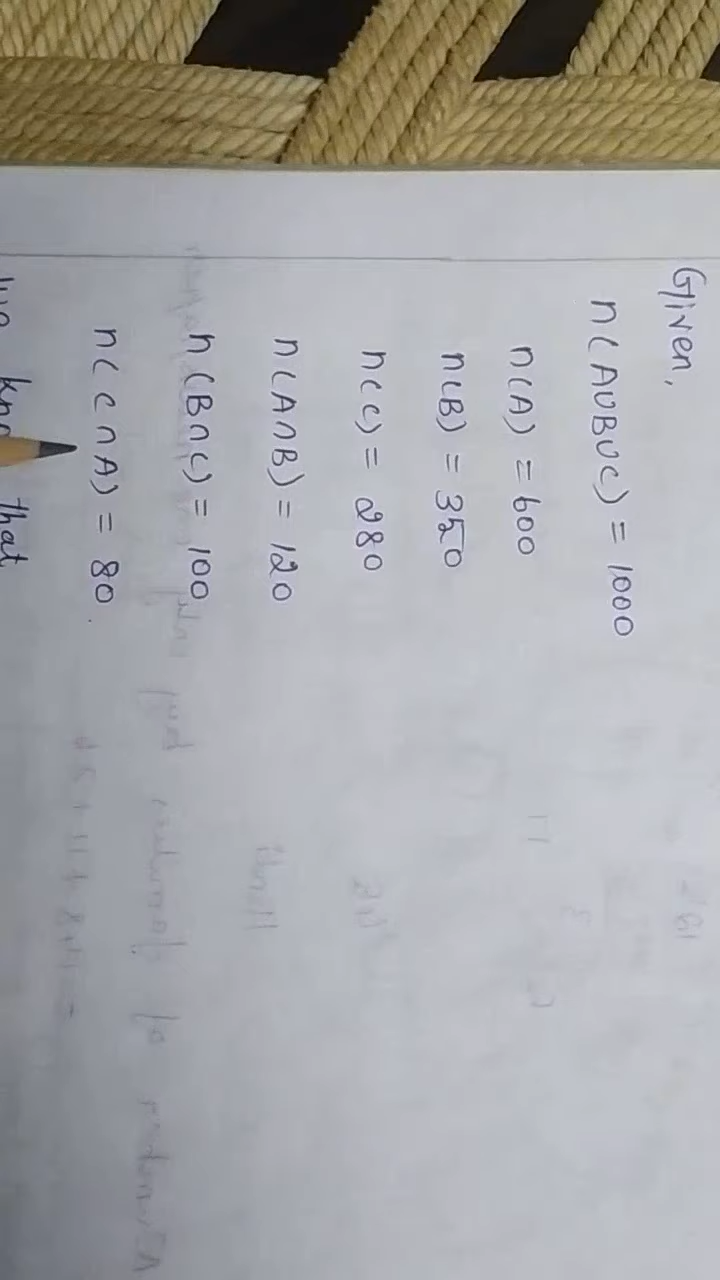 Given,
n(A∪B∪C) = 1000
n(A) = 600
n(B) = 350
n(C) = 280
n(A∩B) = 120
n(B∩C) = 100
n(C∩A) = 80.
that